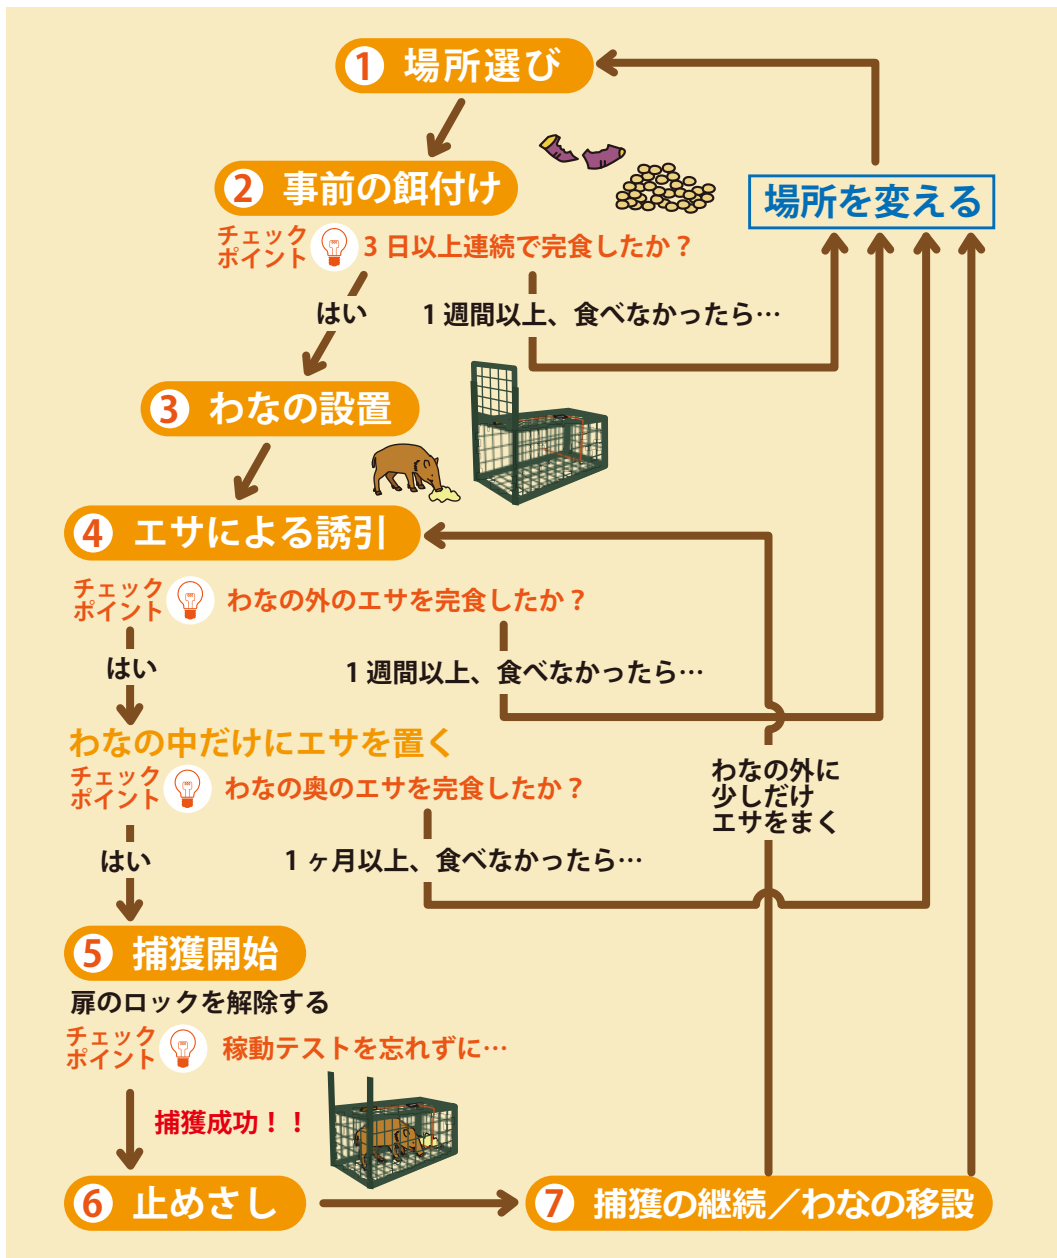 1 場所選び
2 事前の餌付け
場所を変える
チェック
ポイント
3日以上連続で完食したか？
はい
1週間以上、食べなかったら…
3 わなの設置
4 エサによる誘引
チェック
ポイント
わなの外のエサを完食したか？
はい
1週間以上、食べなかったら…
わなの中だけにエサを置く
チェック
ポイント
わなの奥のエサを完食したか？
わなの外に
少しだけ
エサをまく
はい
1ヶ月以上、食べなかったら…
5 捕獲開始
扉のロックを解除する
チェック
ポイント
稼動テストを忘れずに…
捕獲成功！！
6 止めさし
7 捕獲の継続／わなの移設